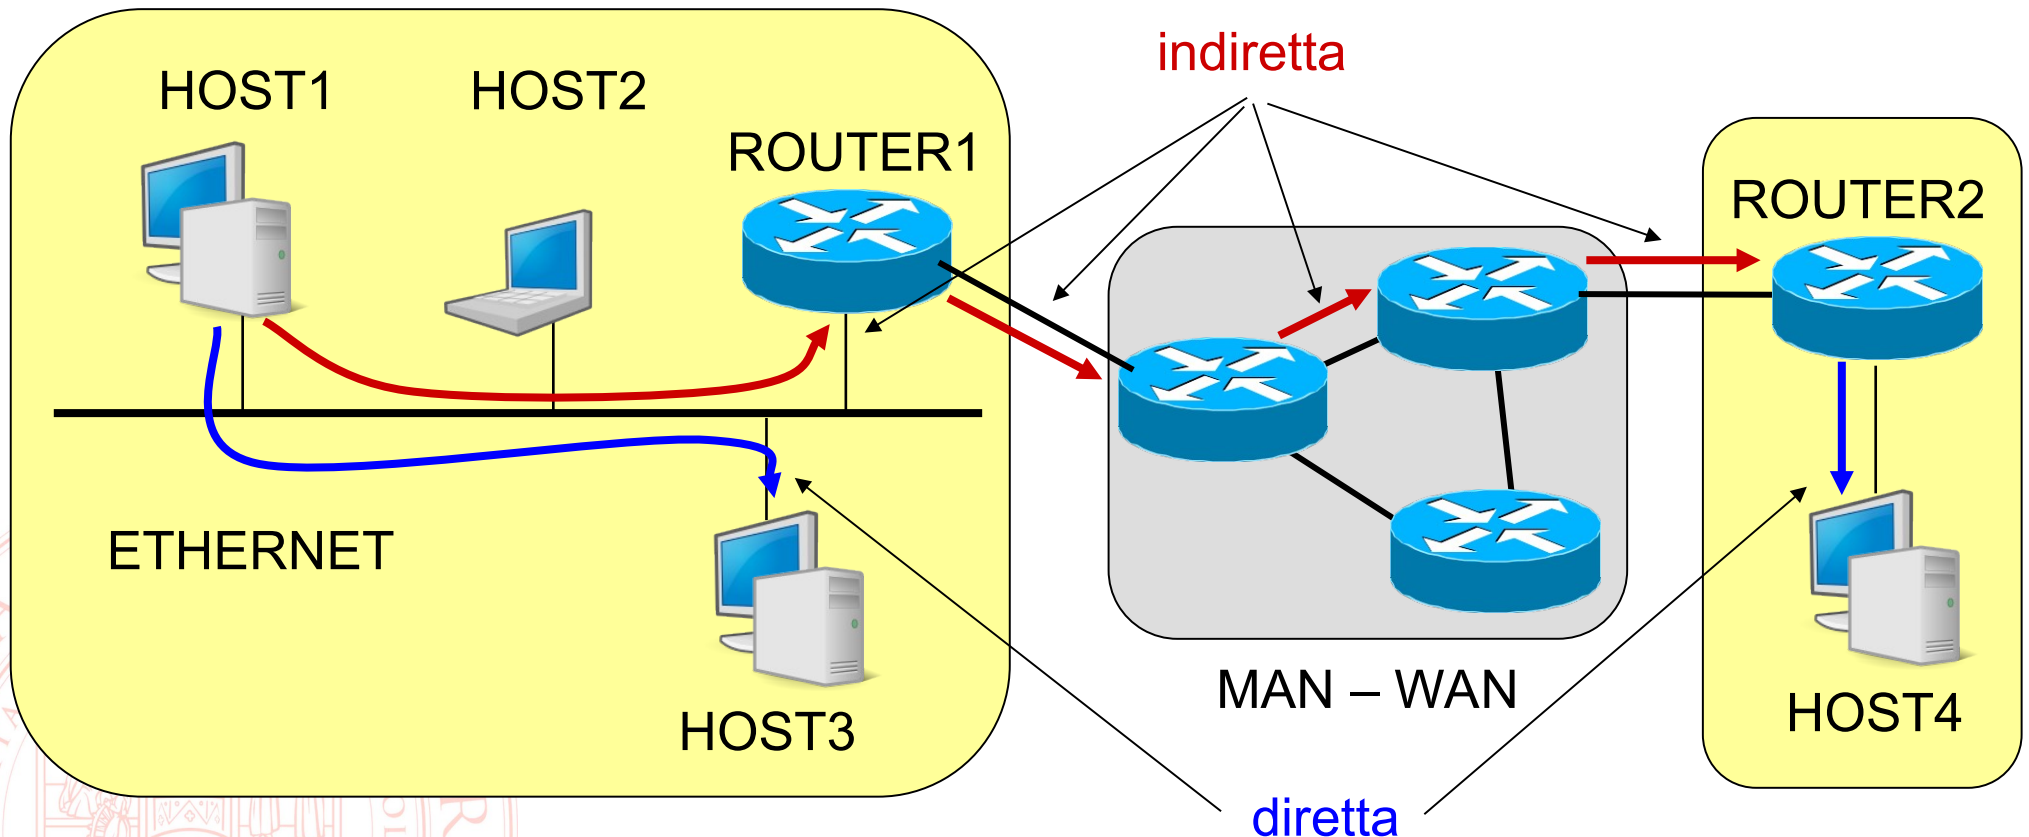 indiretta
HOST1
HOST2
ROUTER1
ROUTER2
ETHERNET
MAN – WAN
HOST3
HOST4
diretta